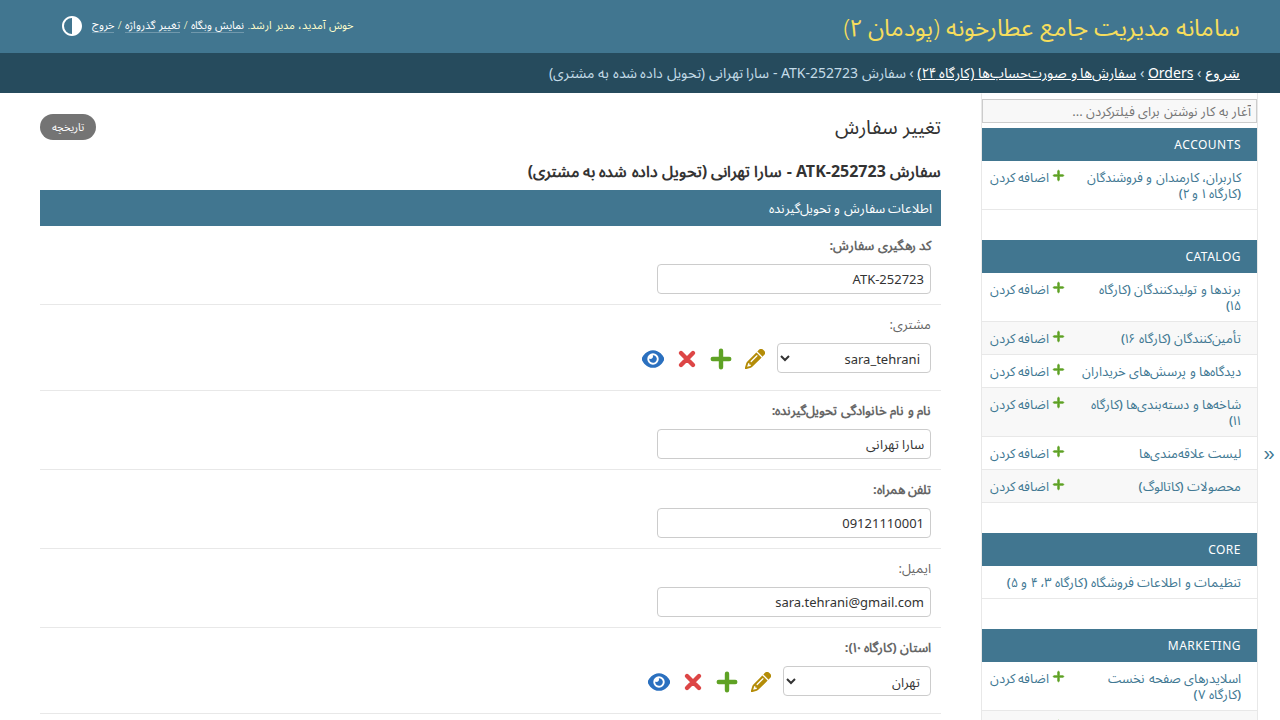 سامانه مدیریت جامع عطارخونه (پودمان ۲)
خوش آمدید، مدیر ارشد. نمایش وبگاه / تغییر گذرواژه / خروج
شروع › Orders › سفارش‌ها و صورت‌حساب‌ها (کارگاه ۲۴) › سفارش ATK-252723 - سارا تهرانی (تحویل داده شده به مشتری)
آغار به کار نوشتن برای فیلترکردن ...
ACCOUNTS
کاربران، کارمندان و فروشندگان (کارگاه ۱ و ۲)
اضافه کردن
CATALOG
برندها و تولیدکنندگان (کارگاه ۱۵)
اضافه کردن
تأمین‌کنندگان (کارگاه ۱۶)
اضافه کردن
دیدگاه‌ها و پرسش‌های خریداران
اضافه کردن
شاخه‌ها و دسته‌بندی‌ها (کارگاه ۱۱)
اضافه کردن
لیست علاقه‌مندی‌ها
اضافه کردن
محصولات (کاتالوگ)
اضافه کردن
CORE
تنظیمات و اطلاعات فروشگاه (کارگاه ۳، ۴ و ۵)
MARKETING
اسلایدرهای صفحه نخست (کارگاه ۷)
اضافه کردن
»
تغییر سفارش
تاریخچه
سفارش ATK-252723 - سارا تهرانی (تحویل داده شده به مشتری)
اطلاعات سفارش و تحویل‌گیرنده
کد رهگیری سفارش:
ATK-252723
مشتری:
sara_tehrani
نام و نام خانوادگی تحویل‌گیرنده:
سارا تهرانی
تلفن همراه:
09121110001
ایمیل:
sara.tehrani@gmail.com
استان (کارگاه ۱۰):
تهران